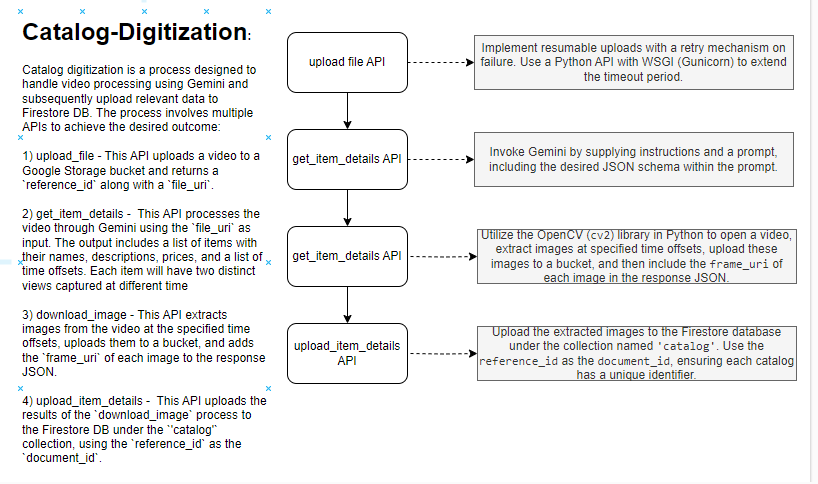 Catalog-Digitization:
Catalog digitization is a process designed to
handle video processing using Gemini and
subsequently upload relevant data to
Firestore DB. The process involves multiple
APIs to achieve the desired outcome:
1) upload_file - This API uploads a video to a
Google Storage bucket and returns a
`reference_id` along with a `file_uri`.
2) get_item_details -  This API processes the
video through Gemini using the `file_uri` as
input. The output includes a list of items with
their names, descriptions, prices, and a list of
time offsets. Each item will have two distinct
views captured at different time
3) download_image - This API extracts
images from the video at the specified time
offsets, uploads them to a bucket, and adds
the `frame_uri` of each image to the response
JSON.
4) upload_item_details -  This API uploads the
results of the `download_image` process to
the Firestore DB under the `'catalog'`
collection, using the `reference_id` as the
`document_id`.
upload file API
Implement resumable uploads with a retry mechanism on
failure. Use a Python API with WSGI (Gunicorn) to extend
the timeout period.
get_item_details API
Invoke Gemini by supplying instructions and a prompt,
including the desired JSON schema within the prompt.
get_item_details API
Utilize the OpenCV (cv2) library in Python to open a video,
extract images at specified time offsets, upload these
images to a bucket, and then include the frame_uri of
each image in the response JSON.
upload_item_details
API
Upload the extracted images to the Firestore database
under the collection named 'catalog'. Use the
reference_id as the document_id, ensuring each catalog
has a unique identifier.